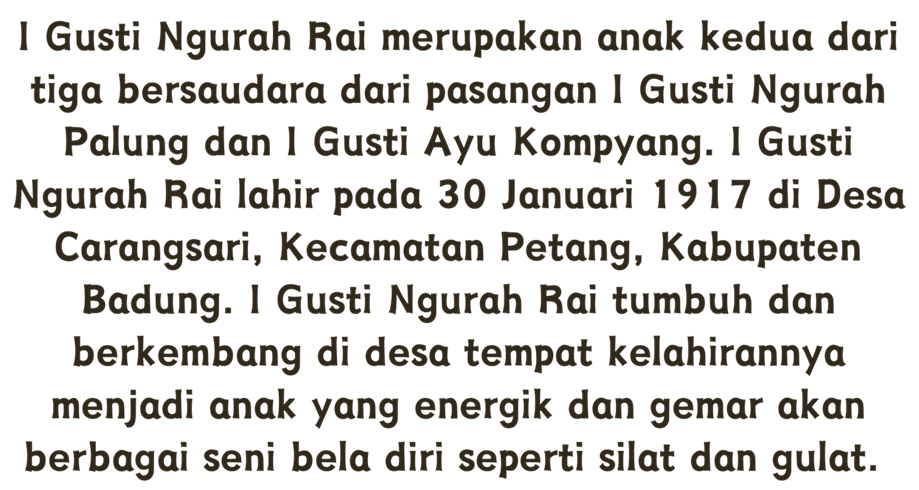 I Gusti Ngurah Rai merupakan anak kedua dari
tiga bersaudara dari pasangan I Gusti Ngurah
Palung dan I Gusti Ayu Kompyang. I Gusti
Ngurah Rai lahir pada 30 Januari 1917 di Desa
Carangsari, Kecamatan Petang, Kabupaten
Badung. I Gusti Ngurah Rai tumbuh dan
berkembang di desa tempat kelahirannya
menjadi anak yang energik dan gemar akan
berbagai seni bela diri seperti silat dan gulat.